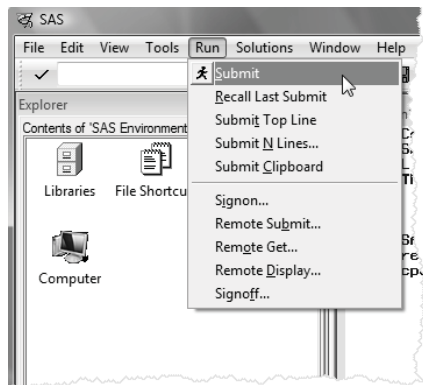 SAS
File Edit View Tools Run Solutions Window Help
Submit
Explorer
Recall Last Submit
Contents of 'SAS Environment
Submit Top Line
Submit N Lines...
Submit Clipboard
Libraries
File Shortcu
Signon...
Remote Submit...
Remote Get...
Computer
Remote Display...
Signoff...